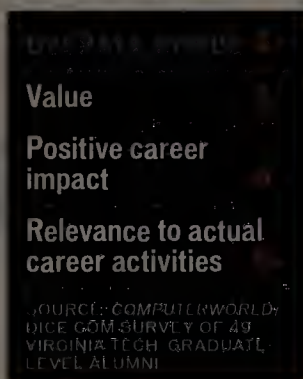 Value
Positive career
impact
Relevance to actual
career activities
SOURCE: COMPUTERWORLD/
DICE.COM SURVEY OF 49
VIRGINIA TECH GRADUATE-
LEVEL ALUMNI